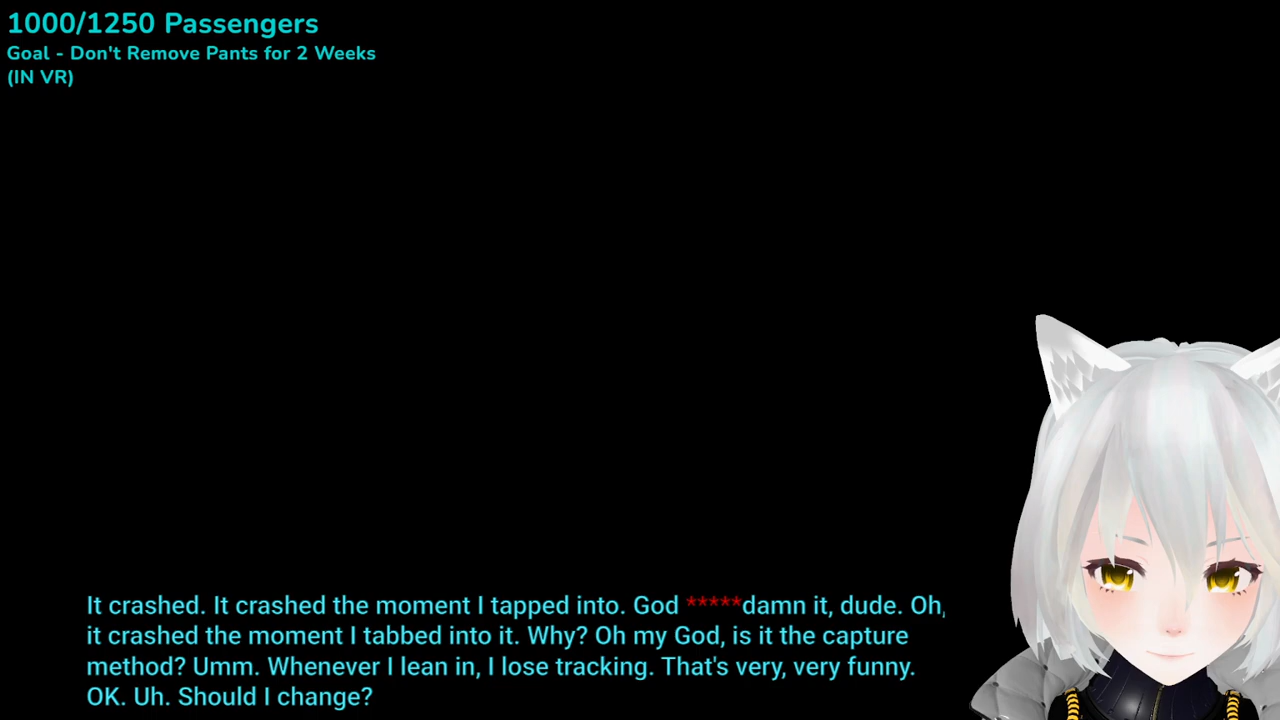 1000/1250 Passengers
Goal - Don't Remove Pants for 2 Weeks
(IN VR)
It crashed. It crashed the moment I tapped into. God *****damn it, dude. Oh,
it crashed the moment I tabbed into it. Why? Oh my God, is it the capture
method? Umm. Whenever I lean in, I lose tracking. That's very, very funny.
OK. Uh. Should I change?